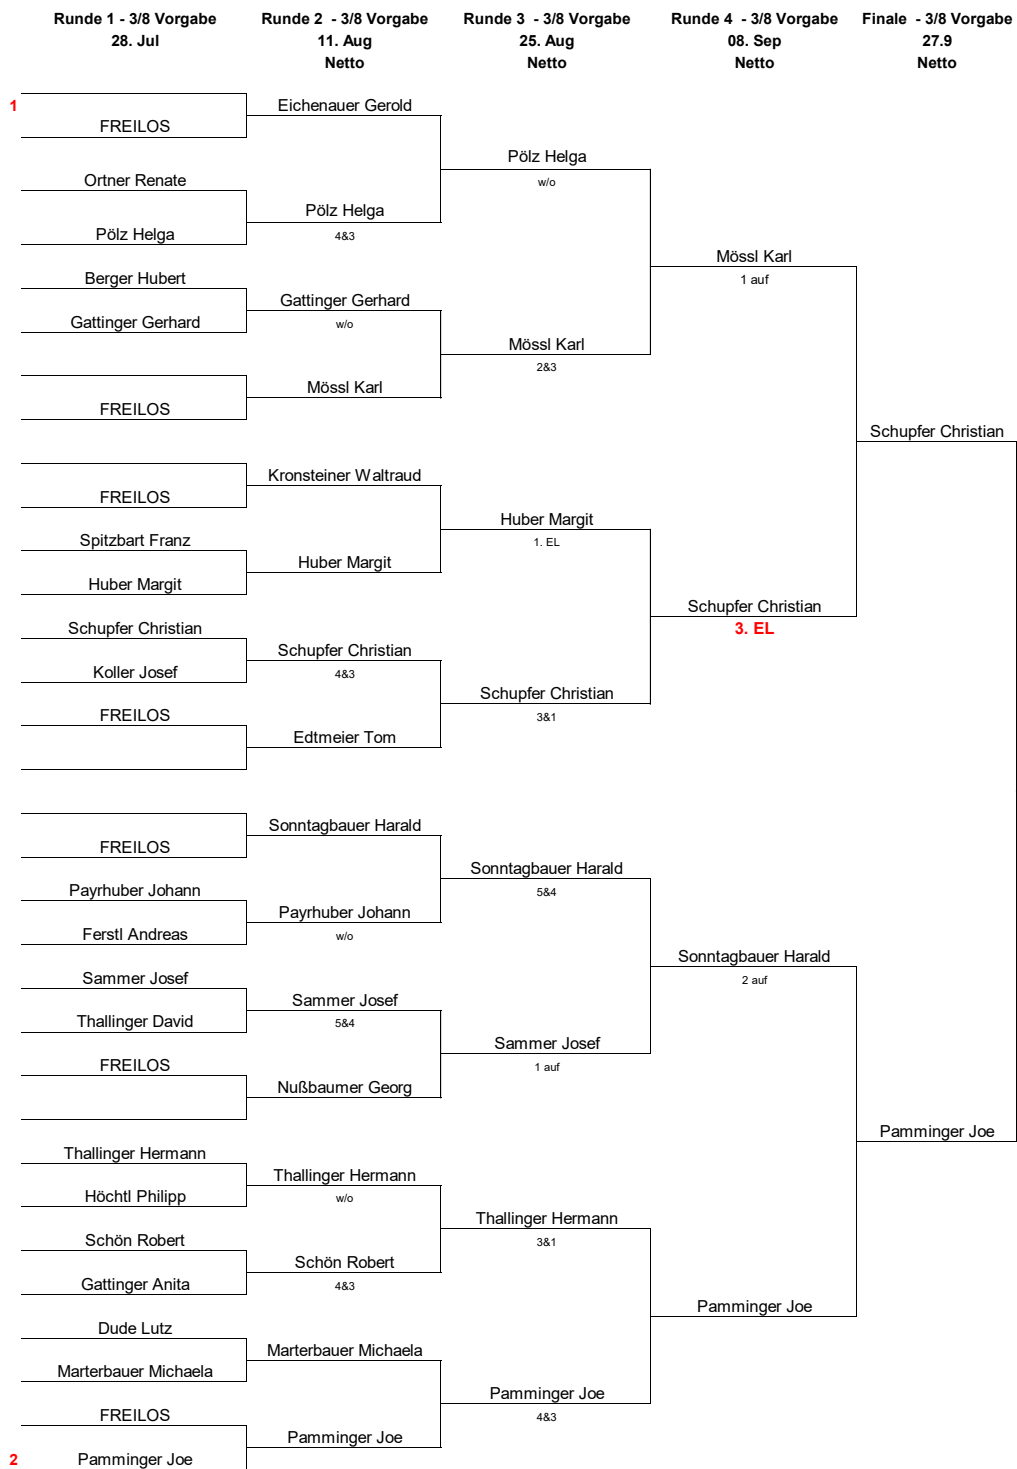 Runde 1 - 3/8 Vorgabe
28. Jul
Runde 2 - 3/8 Vorgabe
11. Aug
Netto
Runde 3 - 3/8 Vorgabe
25. Aug
Netto
Runde 4 - 3/8 Vorgabe
08. Sep
Netto
Finale - 3/8 Vorgabe
27.9
Netto
1
FREILOS
Ortner Renate
Pölz Helga
Berger Hubert
Gattinger Gerhard
FREILOS
FREILOS
Spitzbart Franz
Huber Margit
Schupfer Christian
Koller Josef
FREILOS
FREILOS
Payrhuber Johann
Ferstl Andreas
Sammer Josef
Thallinger David
FREILOS
Thallinger Hermann
Höchtl Philipp
Schön Robert
Gattinger Anita
Dude Lutz
Marterbauer Michaela
FREILOS
2
Pamminger Joe
Eichenauer Gerold
Pölz Helga
4&3
Gattinger Gerhard
w/o
Mössl Karl
Kronsteiner Waltraud
Huber Margit
Schupfer Christian
4&3
Edtmeier Tom
Sonntagbauer Harald
Payrhuber Johann
w/o
Sammer Josef
5&4
Nußbaumer Georg
Thallinger Hermann
w/o
Schön Robert
4&3
Marterbauer Michaela
Pamminger Joe
Pölz Helga
w/o
Mössl Karl
2&3
Huber Margit
1. EL
Schupfer Christian
3&1
Sonntagbauer Harald
5&4
Sammer Josef
1 auf
Thallinger Hermann
3&1
Pamminger Joe
4&3
Mössl Karl
1 auf
Schupfer Christian
3. EL
Sonntagbauer Harald
2 auf
Pamminger Joe
Schupfer Christian
Pamminger Joe